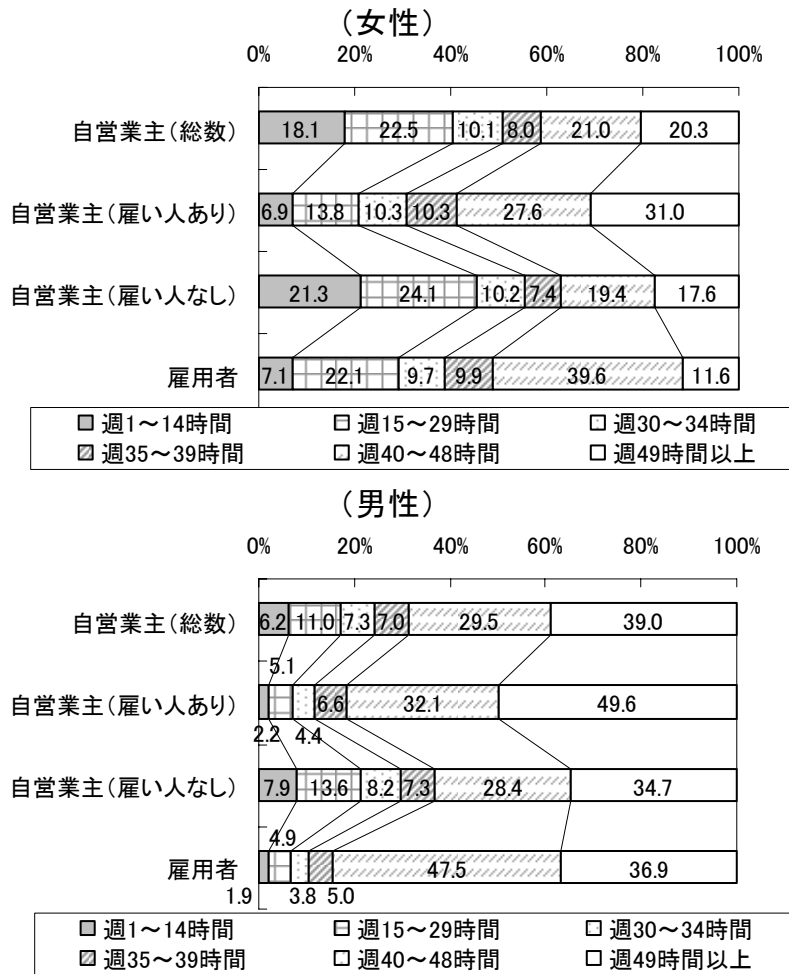 （女性）
0% 20% 40% 60% 80% 100%
自営業主（総数） 18.1 22.5 10.1 8.0 21.0 20.3
自営業主（雇い人あり） 6.9 13.8 10.3 10.3 27.6 31.0
自営業主（雇い人なし） 21.3 24.1 10.2 7.4 19.4 17.6
雇用者 7.1 22.1 9.7 9.9 39.6 11.6
週1～14時間 週15～29時間 週30～34時間
週35～39時間 週40～48時間 週49時間以上
（男性）
0% 20% 40% 60% 80% 100%
自営業主（総数） 6.2 11.0 7.3 7.0 29.5 39.0
5.1
自営業主（雇い人あり） 6.6 32.1 49.6
2.2 4.4
自営業主（雇い人なし） 7.9 13.6 8.2 7.3 28.4 34.7
4.9
雇用者 47.5 36.9
1.9 3.8 5.0
週1～14時間 週15～29時間 週30～34時間
週35～39時間 週40～48時間 週49時間以上